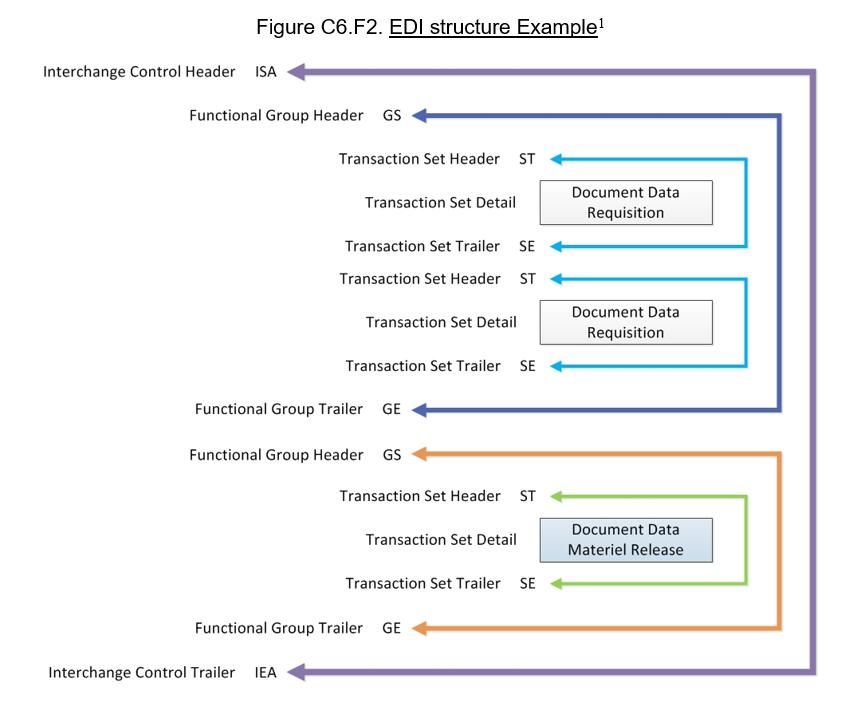 Figure C6.F2. EDI structure Example1
Interchange Control Header ISA
Functional Group Header GS
Transaction Set Header ST
Transaction Set Detail
Document Data
Requisition
Transaction Set Trailer SE
Transaction Set Header ST
Transaction Set Detail
Document Data
Requisition
Transaction Set Trailer SE
Functional Group Trailer GE
Functional Group Header GS
Transaction Set Header ST
Transaction Set Detail
Document Data
Materiel Release
Transaction Set Trailer SE
Functional Group Trailer GE
Interchange Control Trailer IEA